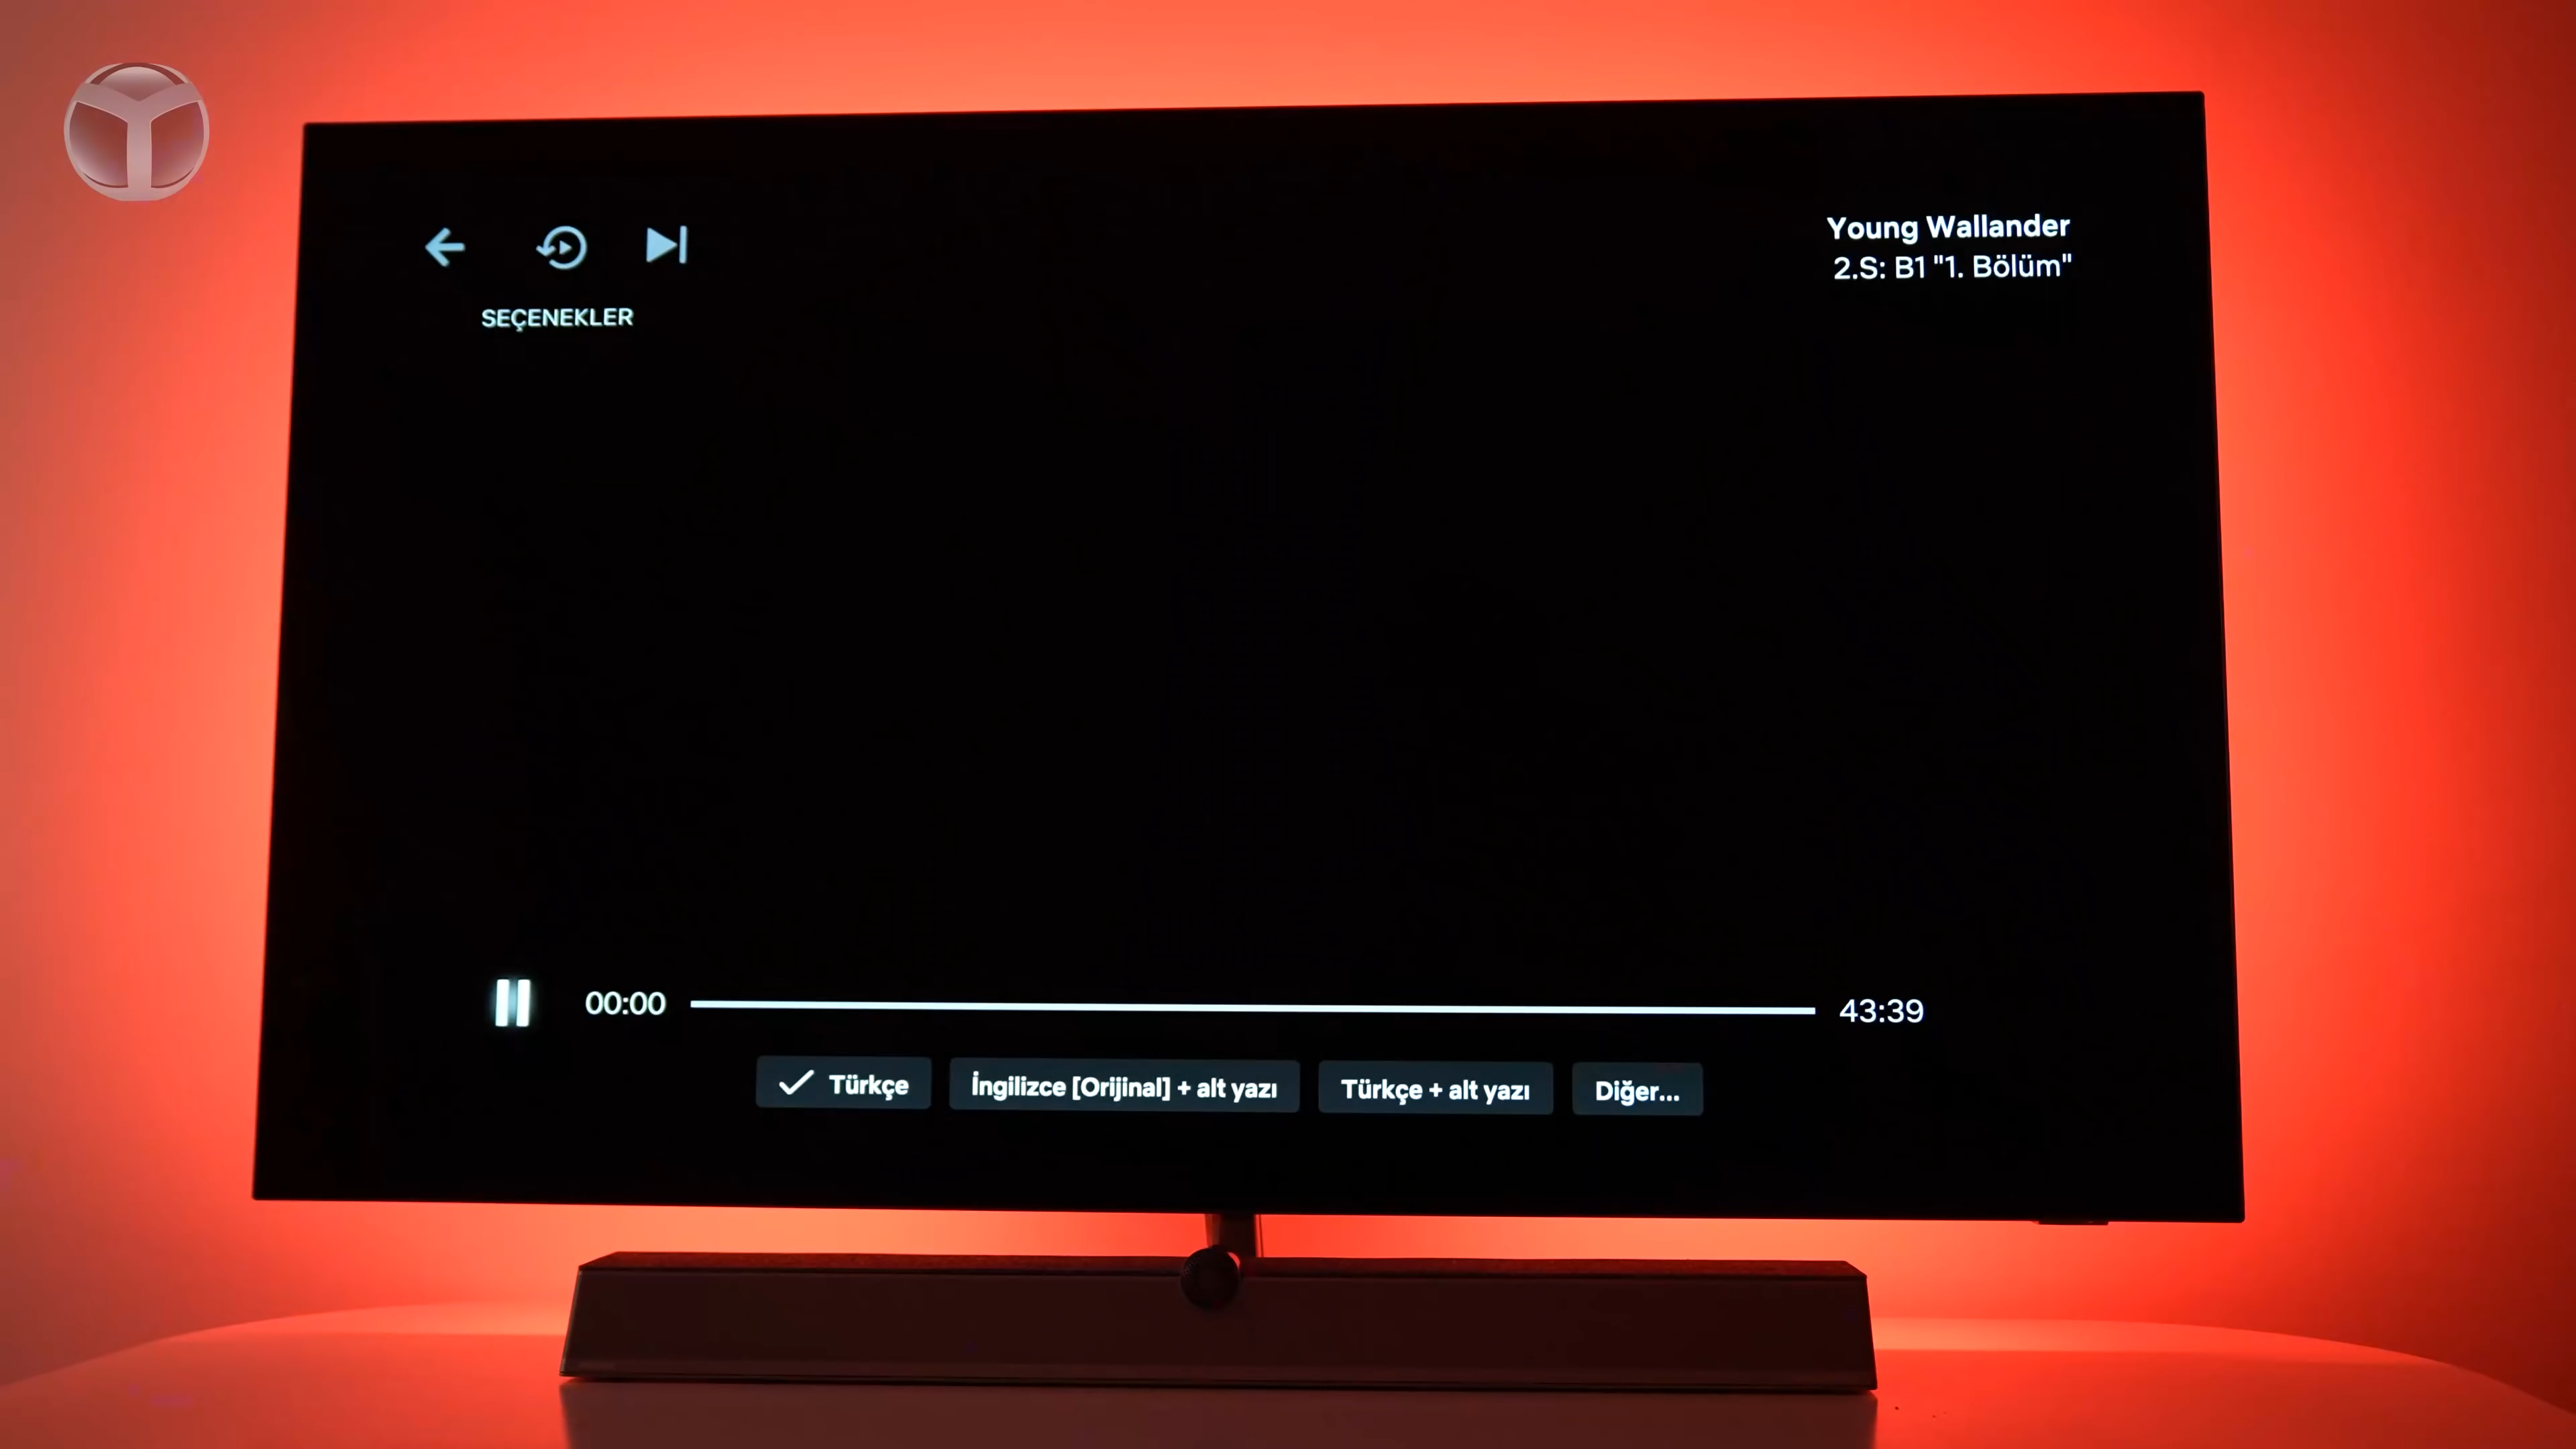 Young Wallander
2.S: B1 "1. Bölüm"
SEÇENEKLER
00:00
43:39
Türkçe
İngilizce [Orijinal] + alt yazı
Türkçe + alt yazı
Diğer...